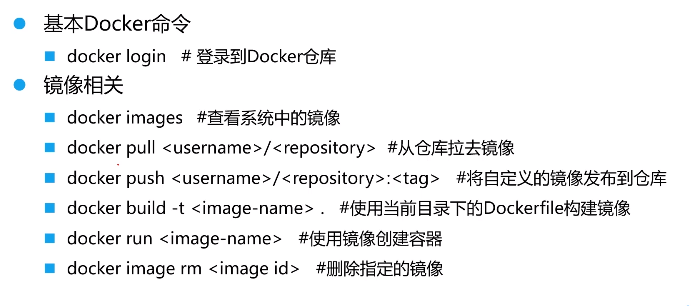 基本Docker命令
docker login # 登录到Docker仓库
镜像相关
docker images #查看系统中的镜像
docker pull <username>/<repository> #从仓库拉去镜像
docker push <username>/<repository>:<tag> #将自定义的镜像发布到仓库
docker build -t <image-name> . #使用当前目录下的Dockerfile构建镜像
docker run <image-name> #使用镜像创建容器
docker image rm <image id> #删除指定的镜像